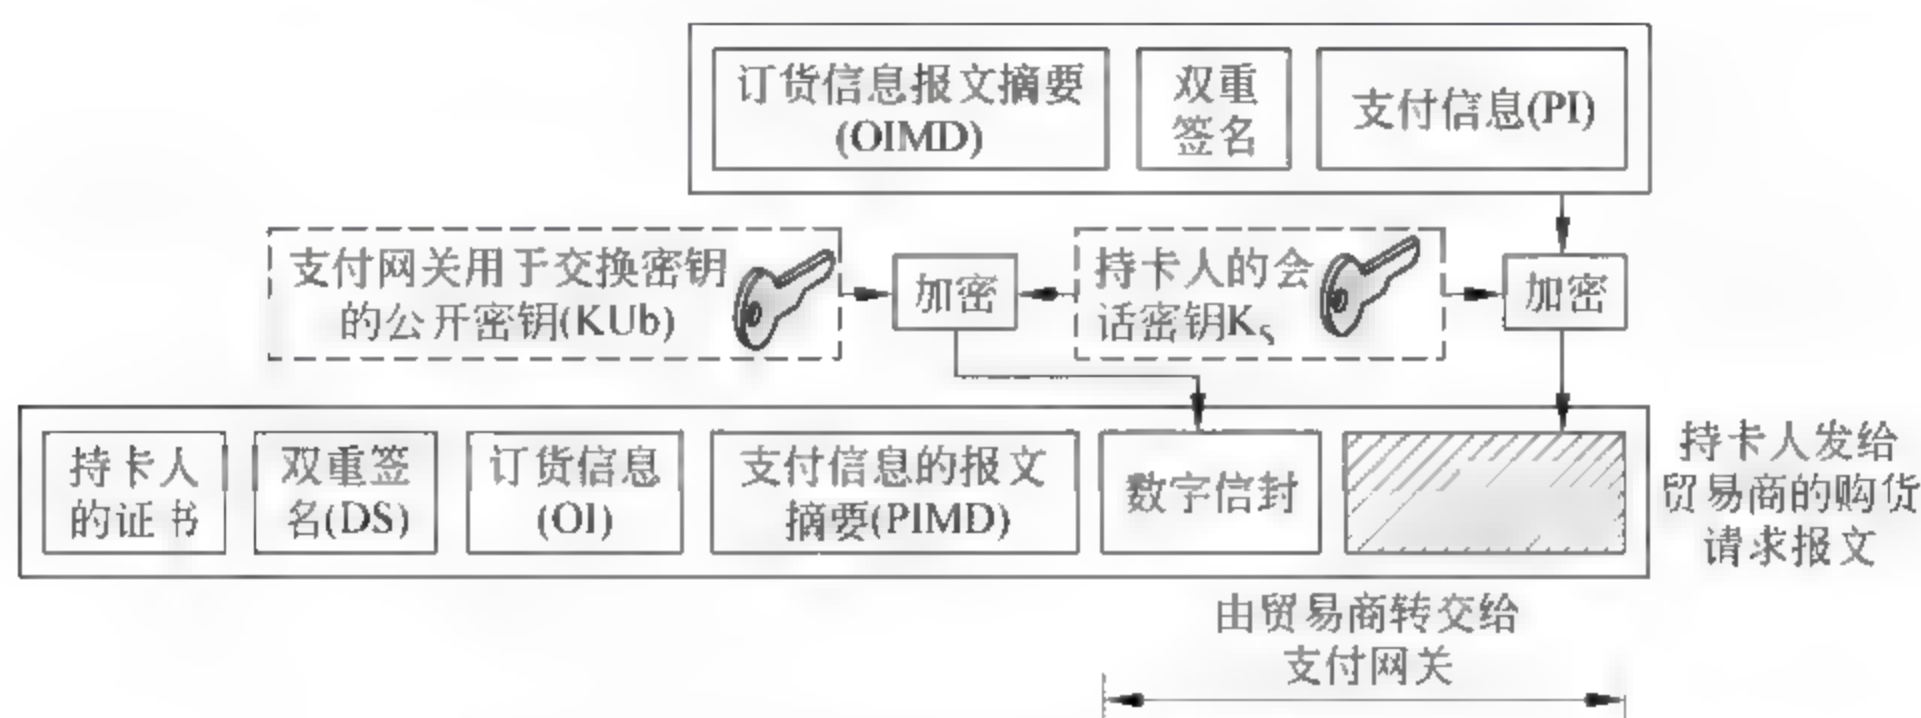 订货信息报文摘要
(OIMD)
双重
签名
支付信息(PI)
支付网关用于交换密钥
的公开密钥(KUb)
加密
持卡人的会
话密钥Ks
加密
持卡人
的证书
双重签
名(DS)
订货信息
(OI)
支付信息的报文
摘要(PIMD)
数字信封
持卡人发给
贸易商的购货
请求报文
由贸易商转交给
支付网关